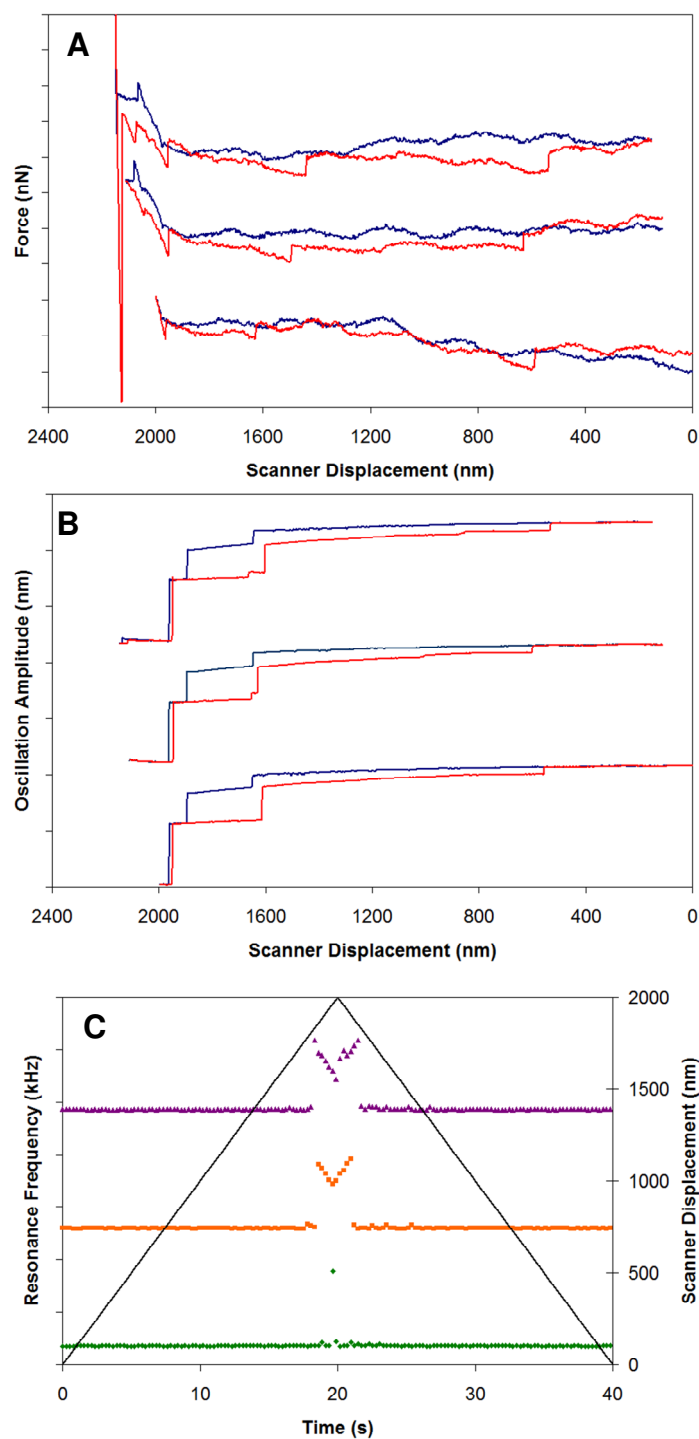 A
Force (nN)
2400 2000 1600 1200 800 400 0
Scanner Displacement (nm)
B
Oscillation Amplitude (nm)
2400 2000 1600 1200 800 400 0
Scanner Displacement (nm)
C
Resonance Frequency (kHz)
2000
1500
1000
500
0
Scanner Displacement (nm)
0 10 20 30 40
Time (s)